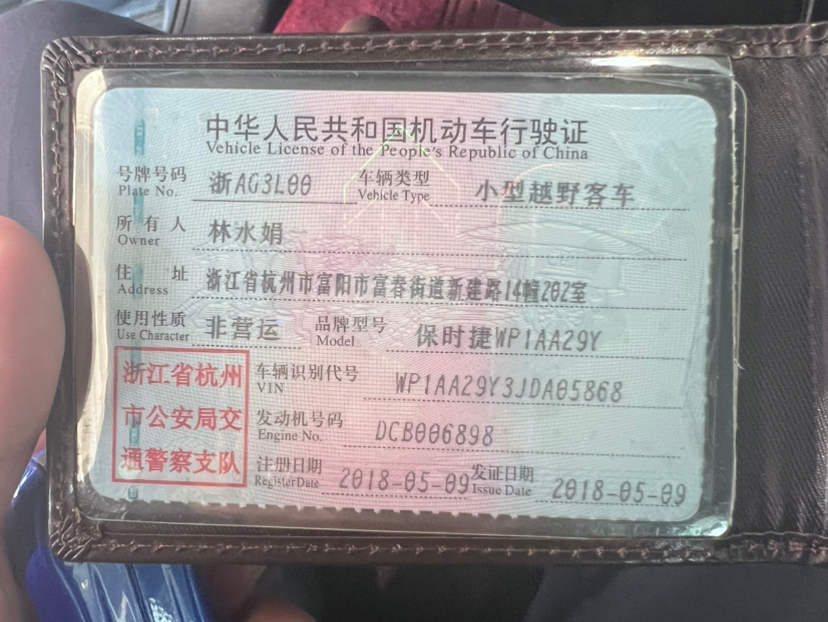 中华人民共和国机动车行驶证
Vehicle License of the People's Republic of China
号牌号码 浙AG3L00 车辆类型 小型越野客车
Plate No. Vehicle Type
所有人 林水娟
Owner
住址 浙江省杭州市富阳市富春街道新建路14幢202室
Address
使用性质 非营运 品牌型号 保时捷WP1AA29Y
Use Character Model
浙江省杭州
市公安局交
通警察支队
车辆识别代号 WP1AA29Y3JDA05868
VIN
发动机号码 DCB006898
Engine No.
注册日期 2018-05-09 发证日期 2018-05-09
Register Date Issue Date